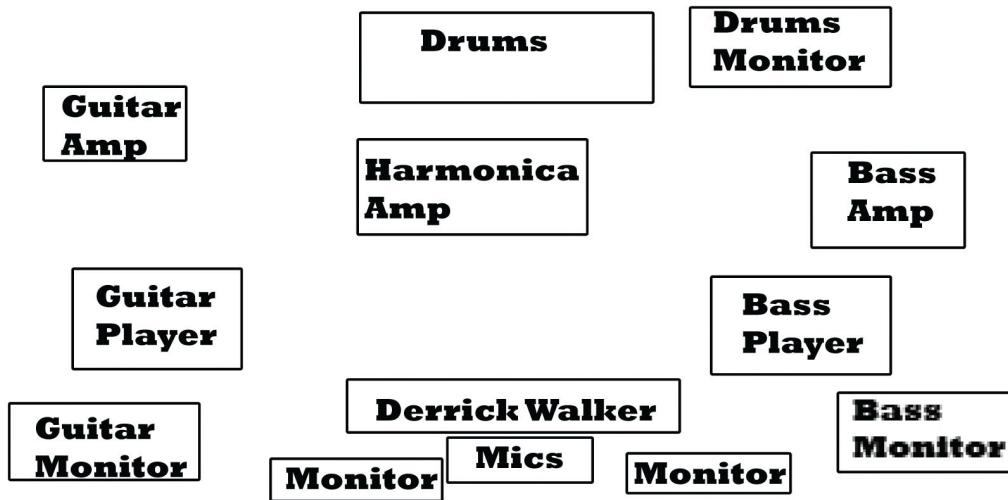 Drums
Drums
Monitor
Guitar
Amp
Harmonica
Amp
Bass
Amp
Guitar
Player
Bass
Player
Derrick Walker
Guitar
Monitor
Monitor
Mics
Monitor
Bass
Monitor